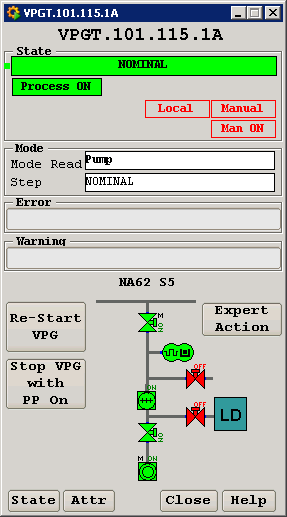 VPGT.101.115.1A
VPGT.101.115.1A
State
NOMINAL
Process ON
Local
Manual
Man ON
Mode
Mode Read
Pump
Step
NOMINAL
Error
Warning
NA62 S5
Re-Start
VPG
Expert
Action
Stop VPG
with
PP On
M
ON
OFF
ON
OFF
LD
ON
M ON
State
Attr
Close
Help